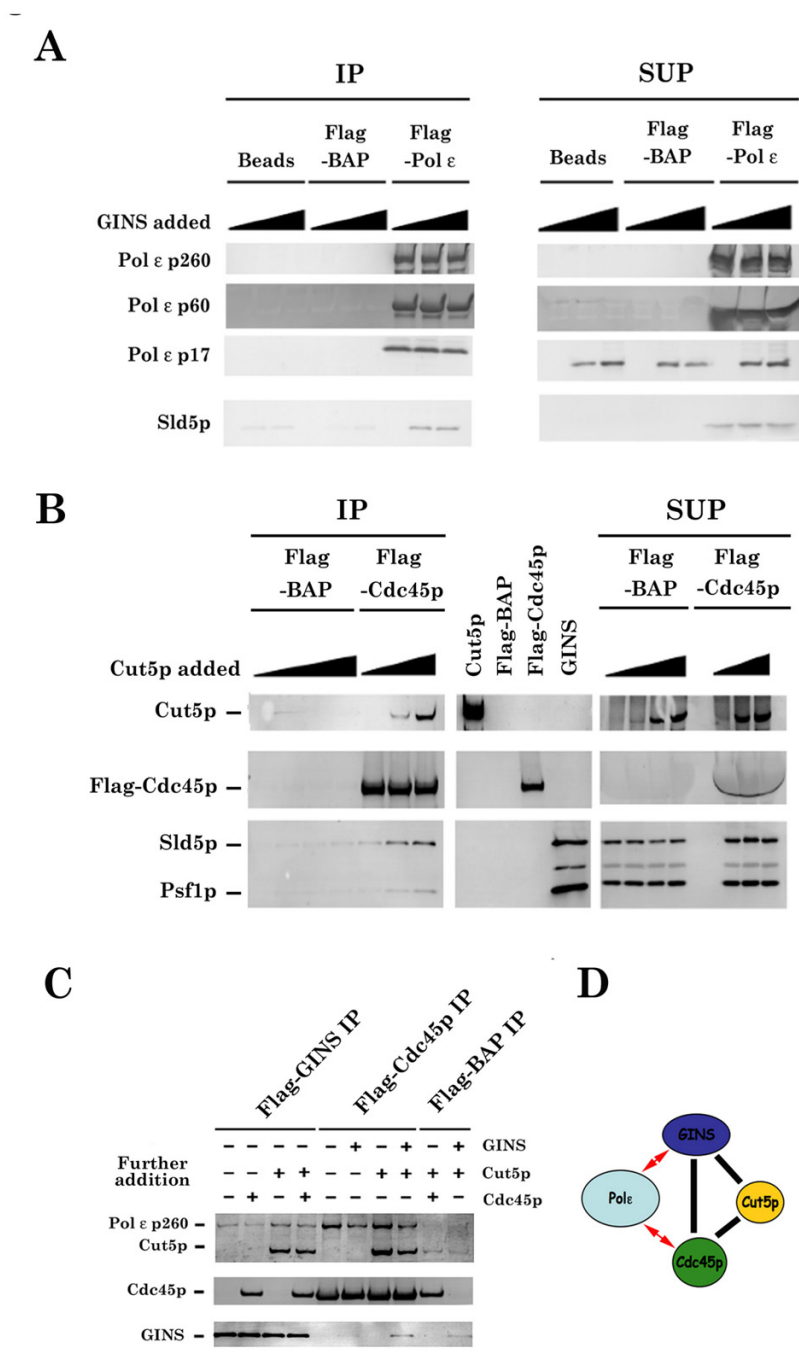 A
IP
SUP
Beads
Flag
-BAP
Flag
-Pol ε
Beads
Flag
-BAP
Flag
-Pol ε
GINS added
Pol ε p260
Pol ε p60
Pol ε p17
Sld5p
B
IP
SUP
Flag
-BAP
Flag
-Cdc45p
Cut5p
Flag-BAP
Flag-Cdc45p
GINS
Flag
-BAP
Flag
-Cdc45p
Cut5p added
Cut5p –
Flag-Cdc45p –
Sld5p –
Psf1p –
C
Flag-GINS IP
Flag-Cdc45p IP
Flag-BAP IP
Further
addition
– – – – – + – + – + GINS
– – + + – – + + + + Cut5p
– + – + – – – – + – Cdc45p
Pol ε p260 –
Cut5p –
Cdc45p –
GINS –
D
GINS
Polε
Cut5p
Cdc45p